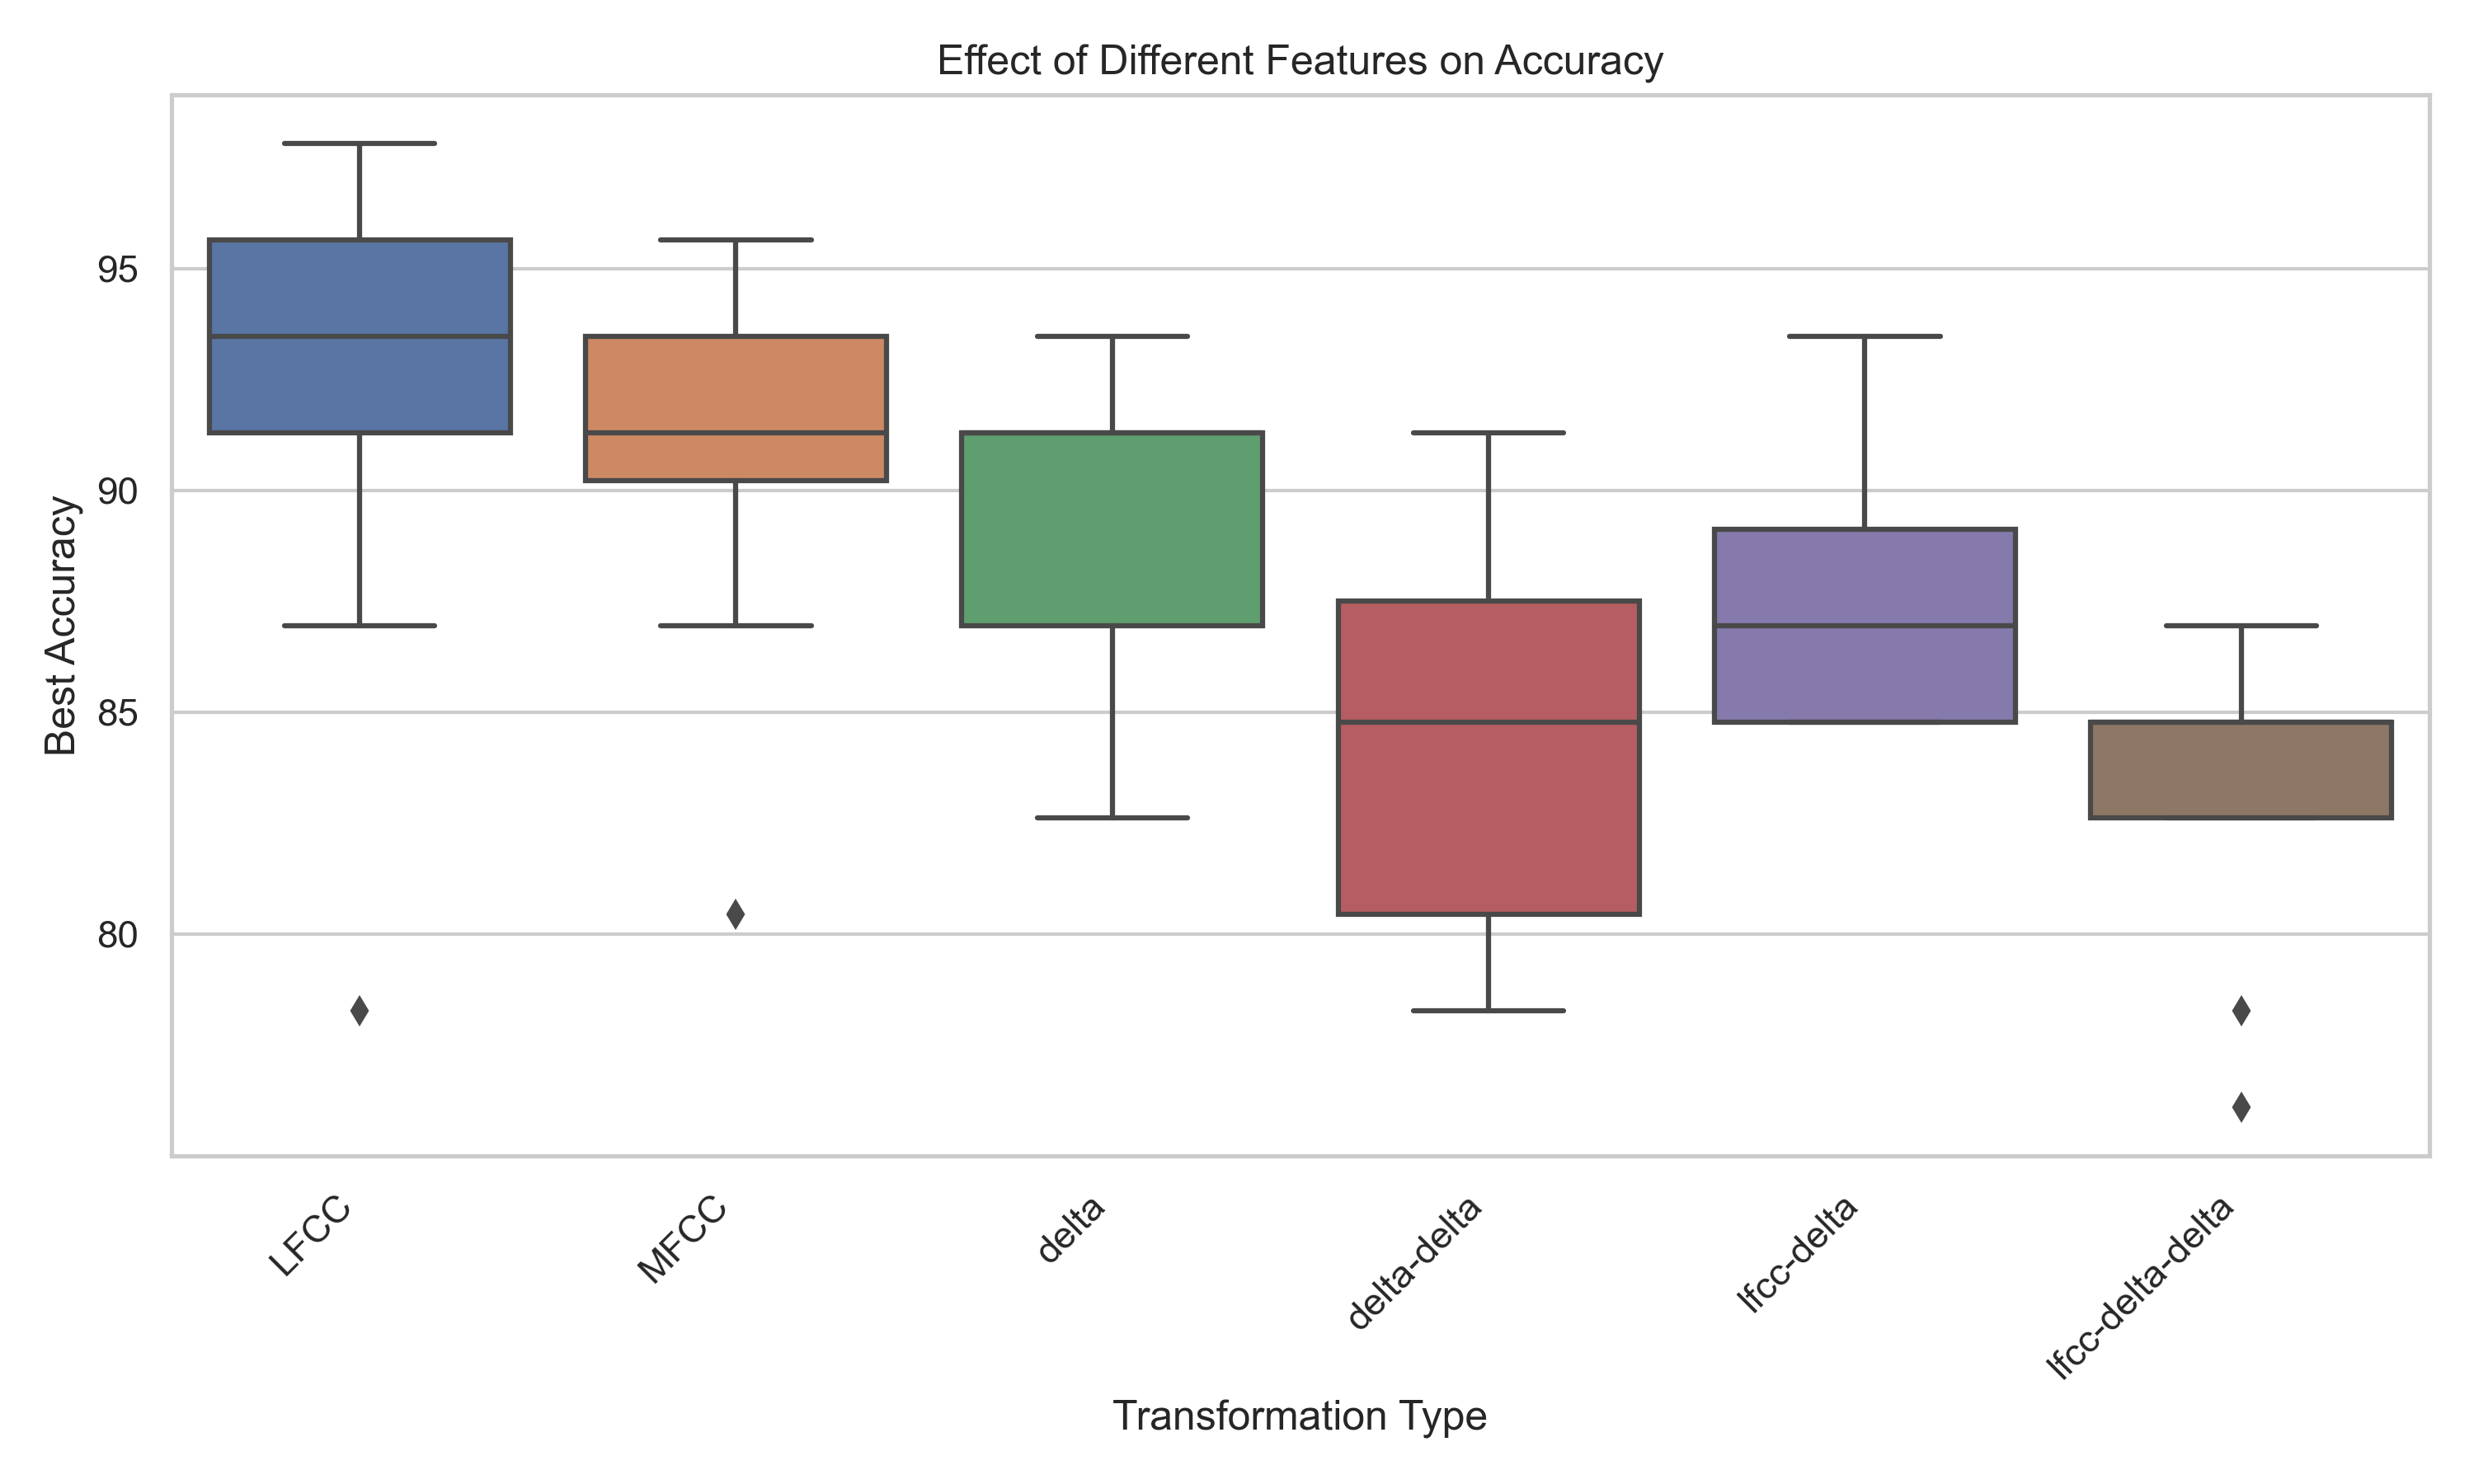 Effect of Different Features on Accuracy
Best Accuracy
95
90
85
80
LFCC
MFCC
delta
delta-delta
lfcc-delta
lfcc-delta-delta
Transformation Type